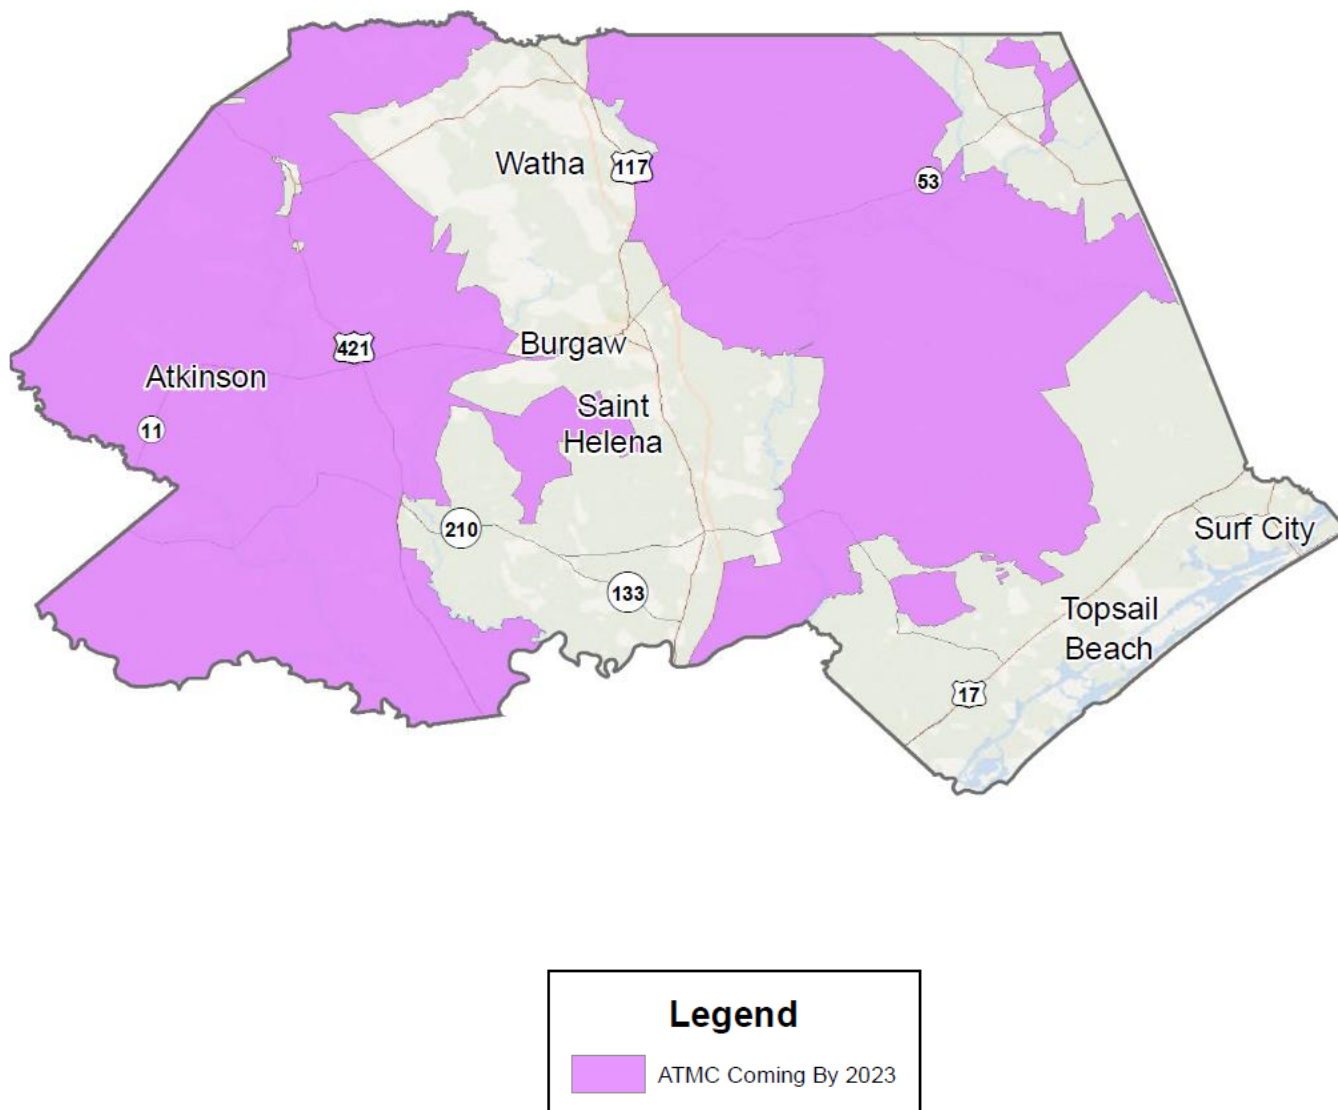 Watha
117
53
Burgaw
421
Atkinson
Saint
Helena
11
210
Surf City
133
Topsail
Beach
17
Legend
ATMC Coming By 2023